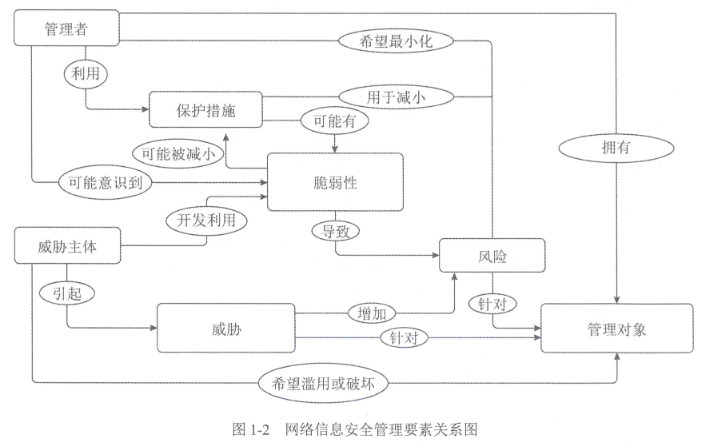 管理者
希望最小化
利用
保护措施
用于减小
可能有
可能被减小
拥有
可能意识到
脆弱性
开发利用
导致
威胁主体
风险
引起
增加
针对
威胁
针对
管理对象
希望滥用或破坏
图 1-2 网络信息安全管理要素关系图